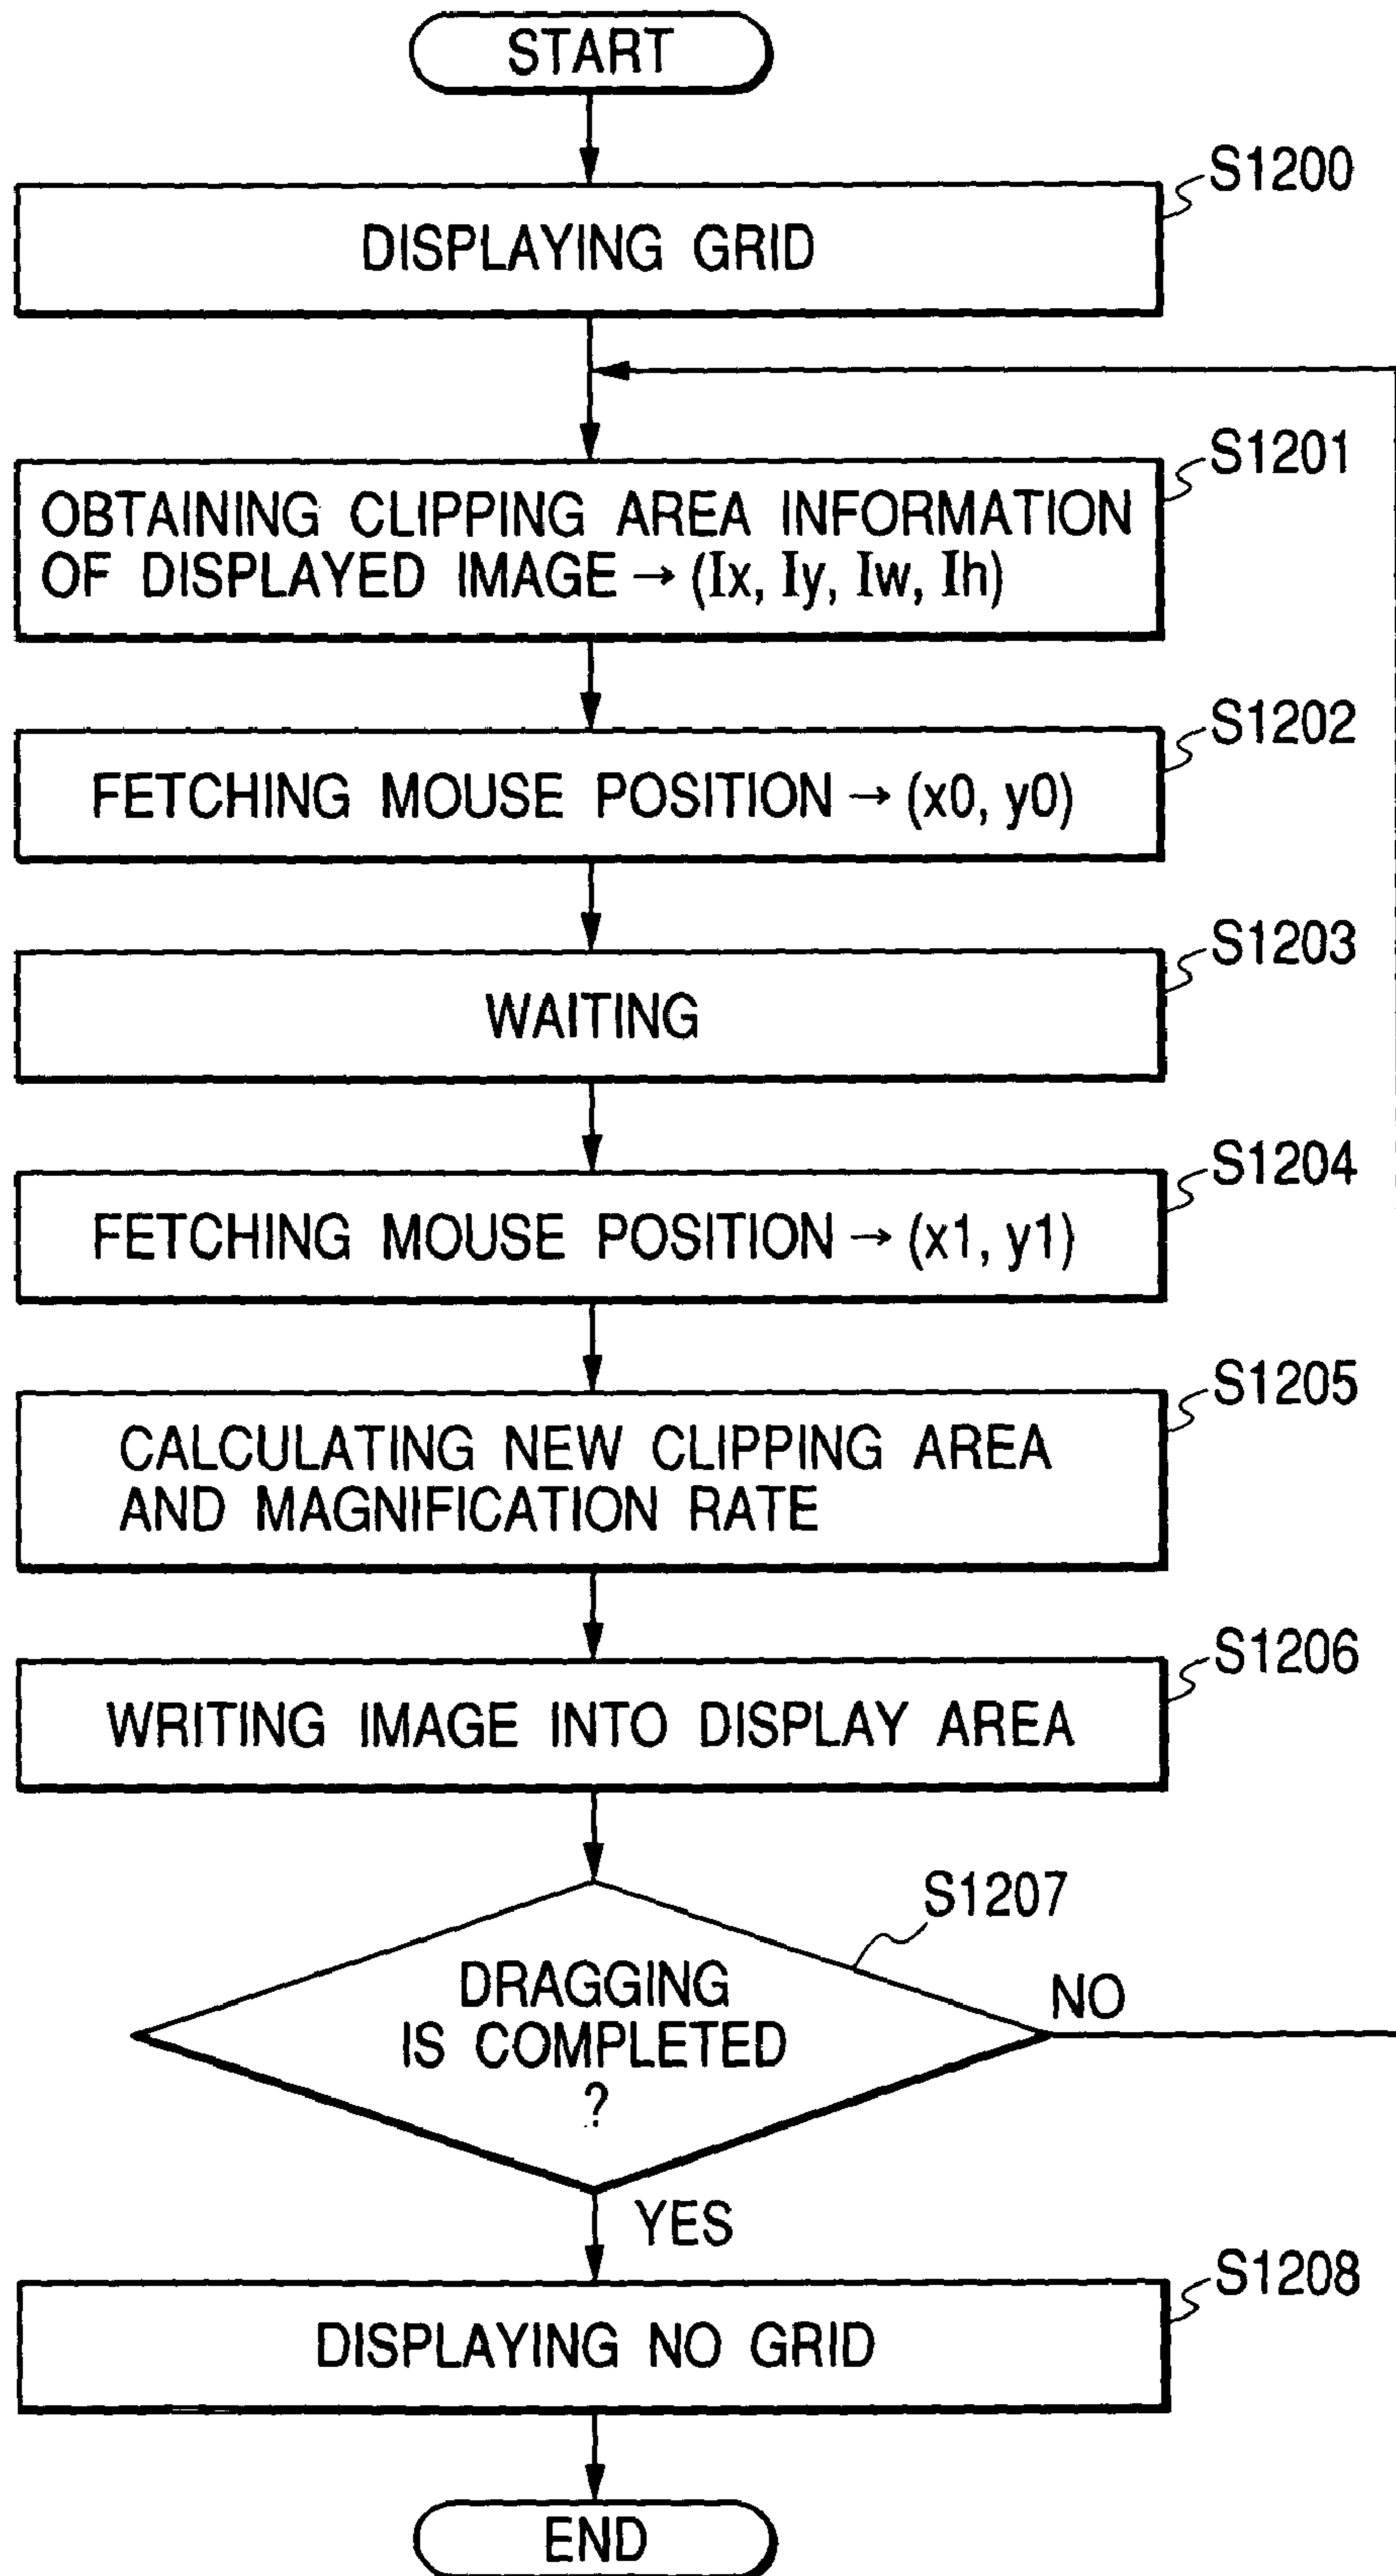 START
S1200
DISPLAYING GRID
S1201
OBTAINING CLIPPING AREA INFORMATION
OF DISPLAYED IMAGE → (Ix, Iy, Iw, Ih)
S1202
FETCHING MOUSE POSITION → (x0, y0)
S1203
WAITING
S1204
FETCHING MOUSE POSITION → (x1, y1)
S1205
CALCULATING NEW CLIPPING AREA
AND MAGNIFICATION RATE
S1206
WRITING IMAGE INTO DISPLAY AREA
S1207
DRAGGING
IS COMPLETED
?
NO
YES
S1208
DISPLAYING NO GRID
END